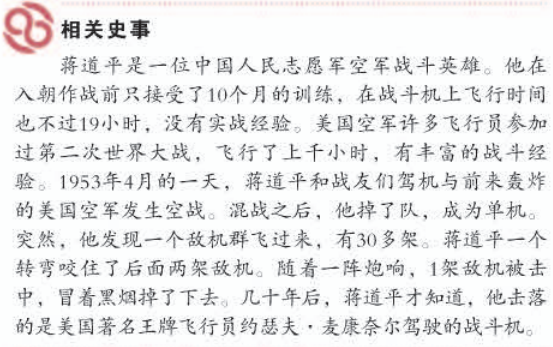 相关史事
蒋道平是一位中国人民志愿军空军战斗英雄。他在
入朝作战前只接受了10个月的训练，在战斗机上飞行时间
也不过19小时，没有实战经验。美国空军许多飞行员参加
过第二次世界大战，飞行了上千小时，有丰富的战斗经
验。1953年4月的一天，蒋道平和战友们驾机与前来轰炸
的美国空军发生空战。混战之后，他掉了队，成为单机。
突然，他发现一个敌机群飞过来，有30多架。蒋道平一个
转弯咬住了后面两架敌机。随着一阵炮响，1架敌机被击
中，冒着黑烟掉了下去。几十年后，蒋道平才知道，他击落
的是美国著名王牌飞行员约瑟夫·麦康奈尔驾驶的战斗机。